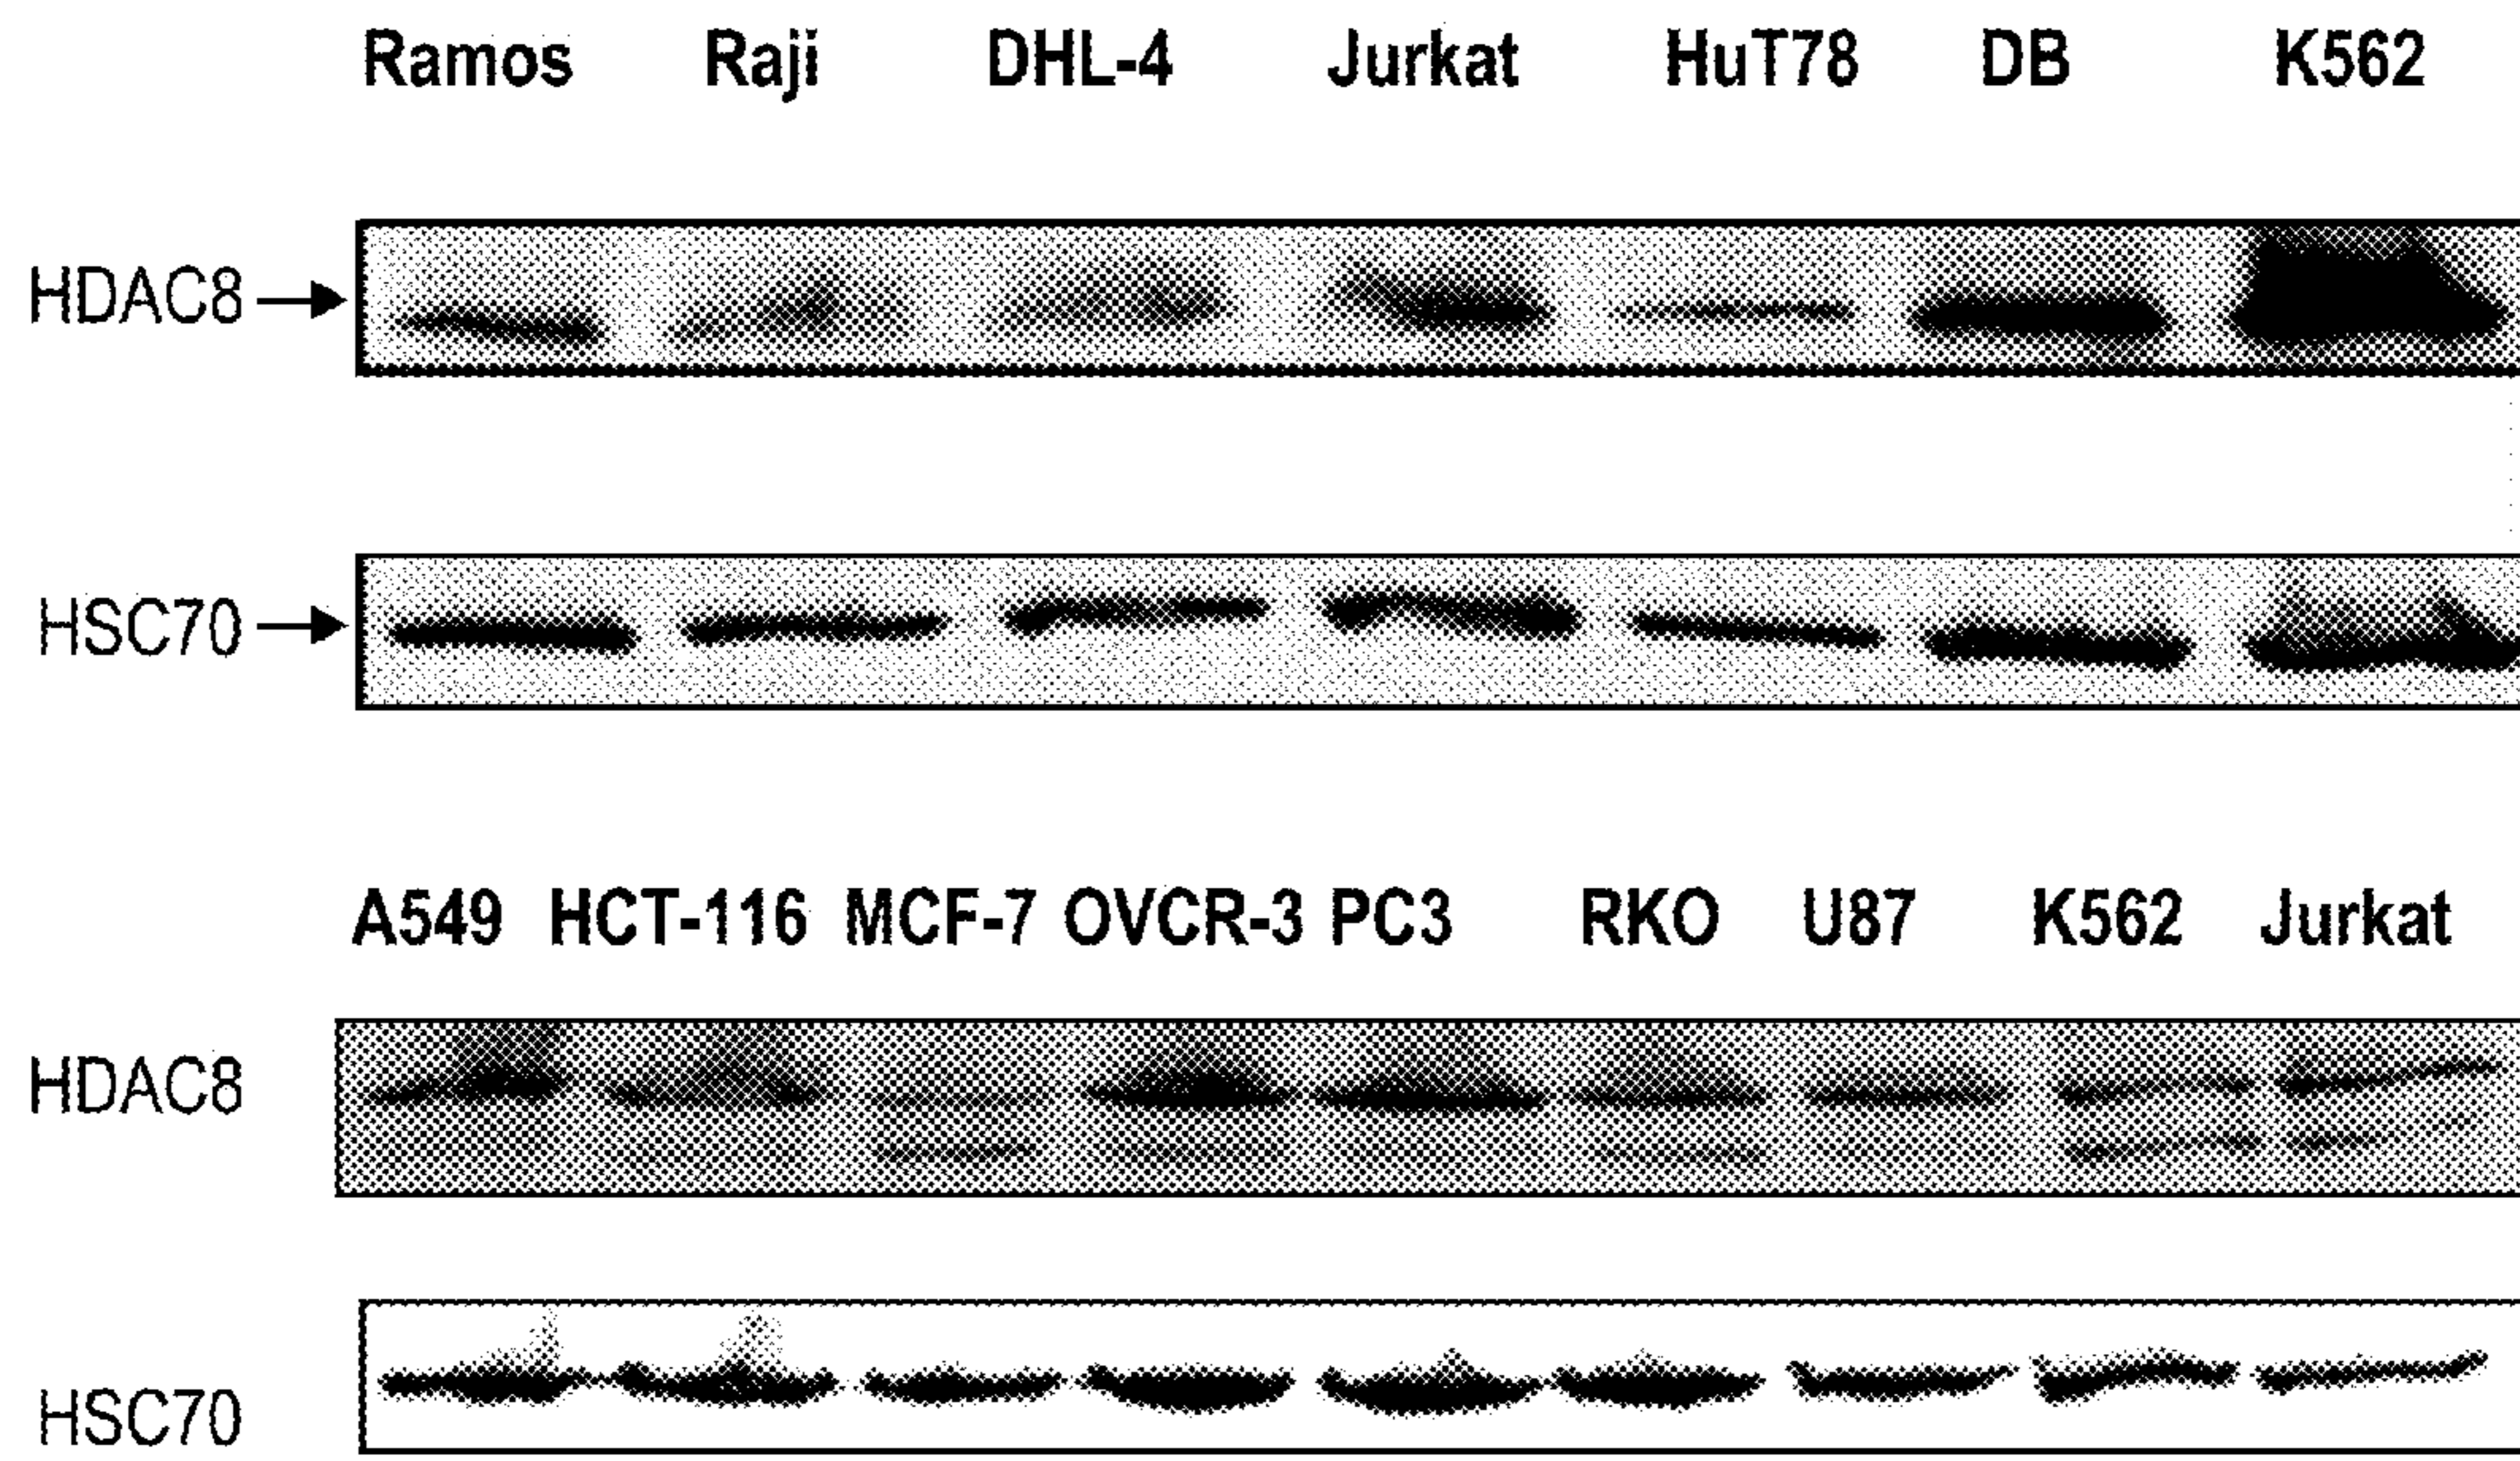 Ramos Raji DHL-4 Jurkat HuT78 DB K562
HDAC8
HSC70
A549 HCT-116 MCF-7 OVCR-3 PC3 RKO U87 K562 Jurkat
HDAC8
HSC70